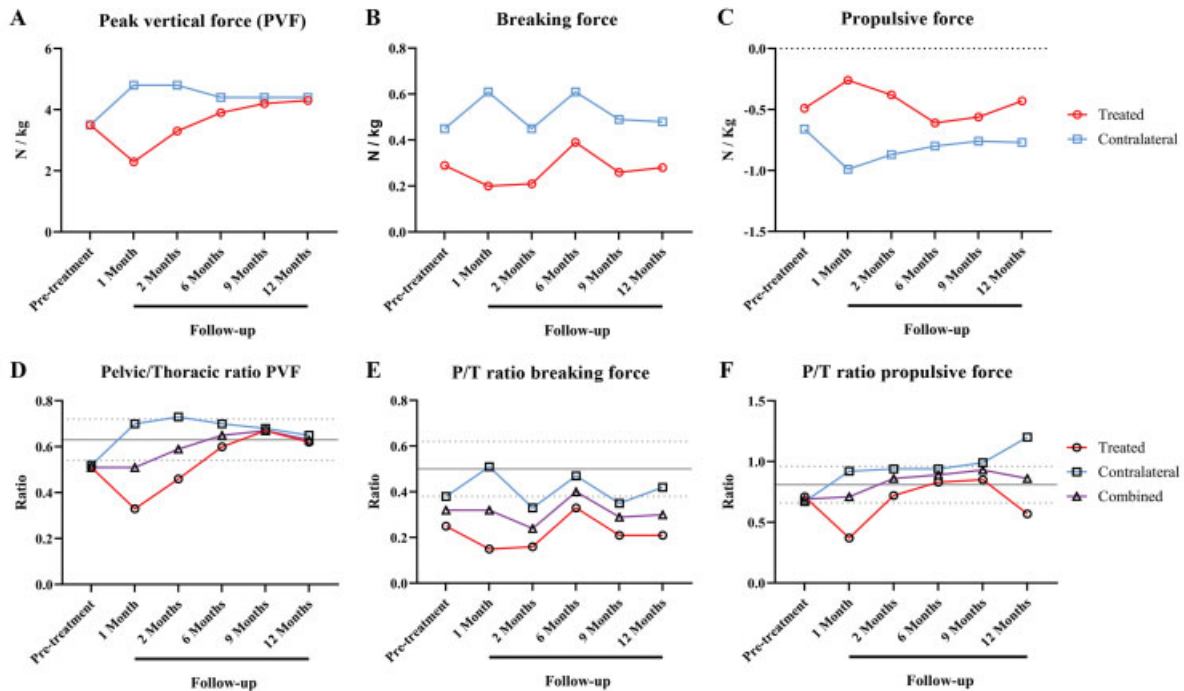 A Peak vertical force (PVF)
6
4
2
0
N / kg
Pre-treatment
1 Month
2 Months
6 Months
9 Months
12 Months
Follow-up
B Breaking force
0.8
0.6
0.4
0.2
0.0
N / kg
Pre-treatment
1 Month
2 Months
6 Months
9 Months
12 Months
Follow-up
C Propulsive force
0.0
-0.5
-1.0
-1.5
N / Kg
Pre-treatment
1 Month
2 Months
6 Months
9 Months
12 Months
Follow-up
Treated
Contralateral
D Pelvic/Thoracic ratio PVF
0.8
0.6
0.4
0.2
0.0
Ratio
Pre-treatment
1 Month
2 Months
6 Months
9 Months
12 Months
Follow-up
E P/T ratio breaking force
0.8
0.6
0.4
0.2
0.0
Ratio
Pre-treatment
1 Month
2 Months
6 Months
9 Months
12 Months
Follow-up
F P/T ratio propulsive force
1.5
1.0
0.5
0.0
Ratio
Pre-treatment
1 Month
2 Months
6 Months
9 Months
12 Months
Follow-up
Treated
Contralateral
Combined